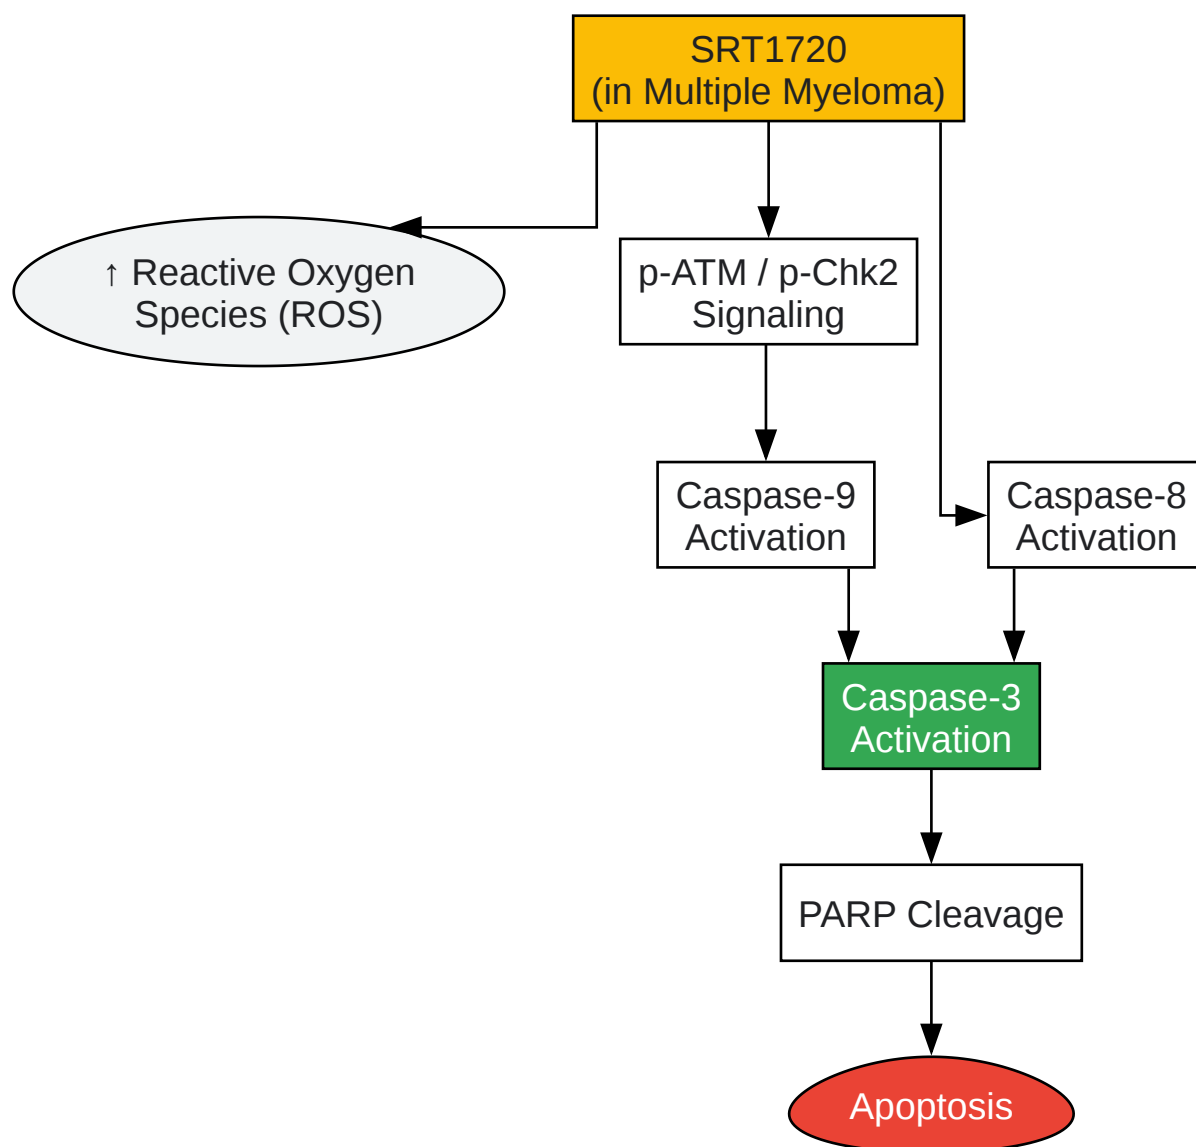 SRT1720
(in Multiple Myeloma)
↑ Reactive Oxygen
Species (ROS)
p-ATM / p-Chk2
Signaling
Caspase-9
Activation
Caspase-8
Activation
Caspase-3
Activation
PARP Cleavage
Apoptosis